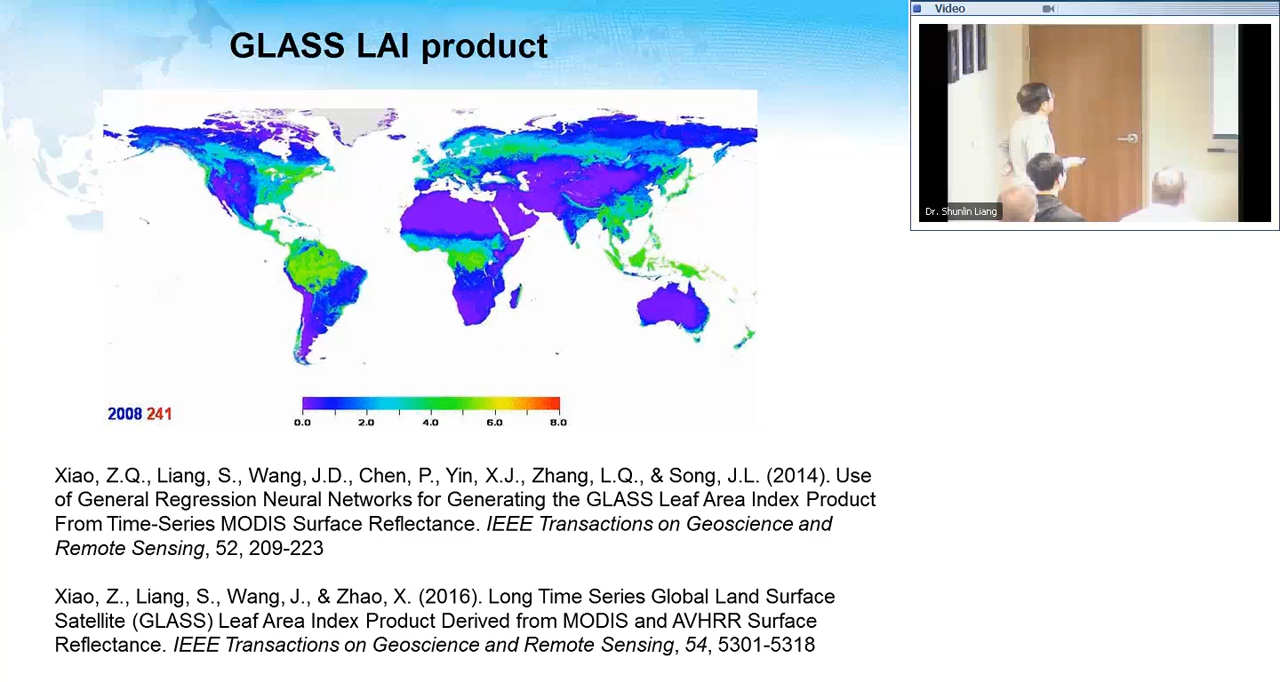 GLASS LAI product
Video
Dr. Shunlin Liang
2008 241
0.0 2.0 4.0 6.0 8.0
Xiao, Z.Q., Liang, S., Wang, J.D., Chen, P., Yin, X.J., Zhang, L.Q., & Song, J.L. (2014). Use
of General Regression Neural Networks for Generating the GLASS Leaf Area Index Product
From Time-Series MODIS Surface Reflectance. IEEE Transactions on Geoscience and
Remote Sensing, 52, 209-223
Xiao, Z., Liang, S., Wang, J., & Zhao, X. (2016). Long Time Series Global Land Surface
Satellite (GLASS) Leaf Area Index Product Derived from MODIS and AVHRR Surface
Reflectance. IEEE Transactions on Geoscience and Remote Sensing, 54, 5301-5318